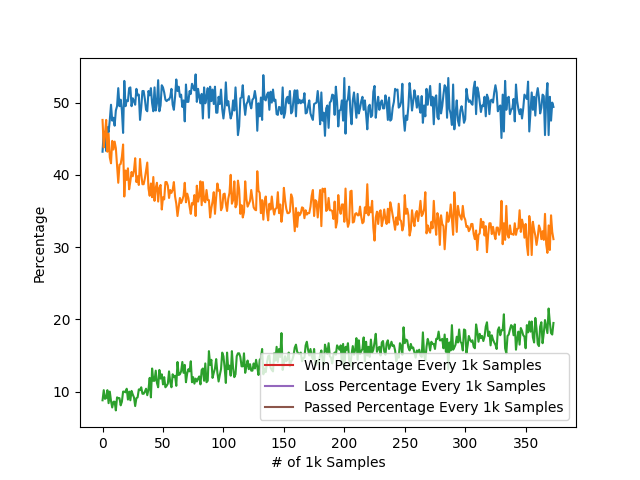 50
40
30
20
10
Percentage
Win Percentage Every 1k Samples
Loss Percentage Every 1k Samples
Passed Percentage Every 1k Samples
0 50 100 150 200 250 300 350
# of 1k Samples